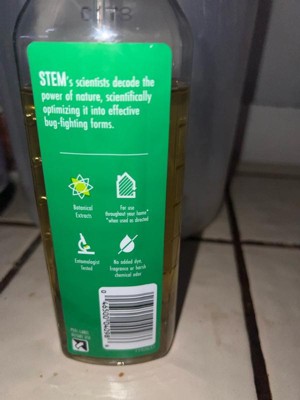 STEM's scientists decode the
power of nature, scientifically
optimizing it into effective
bug-fighting forms.
Botanical
Extracts
For use
throughout your home*
*when used as directed
Entomologist
Tested
No added dye,
fragrance or harsh
chemical odor